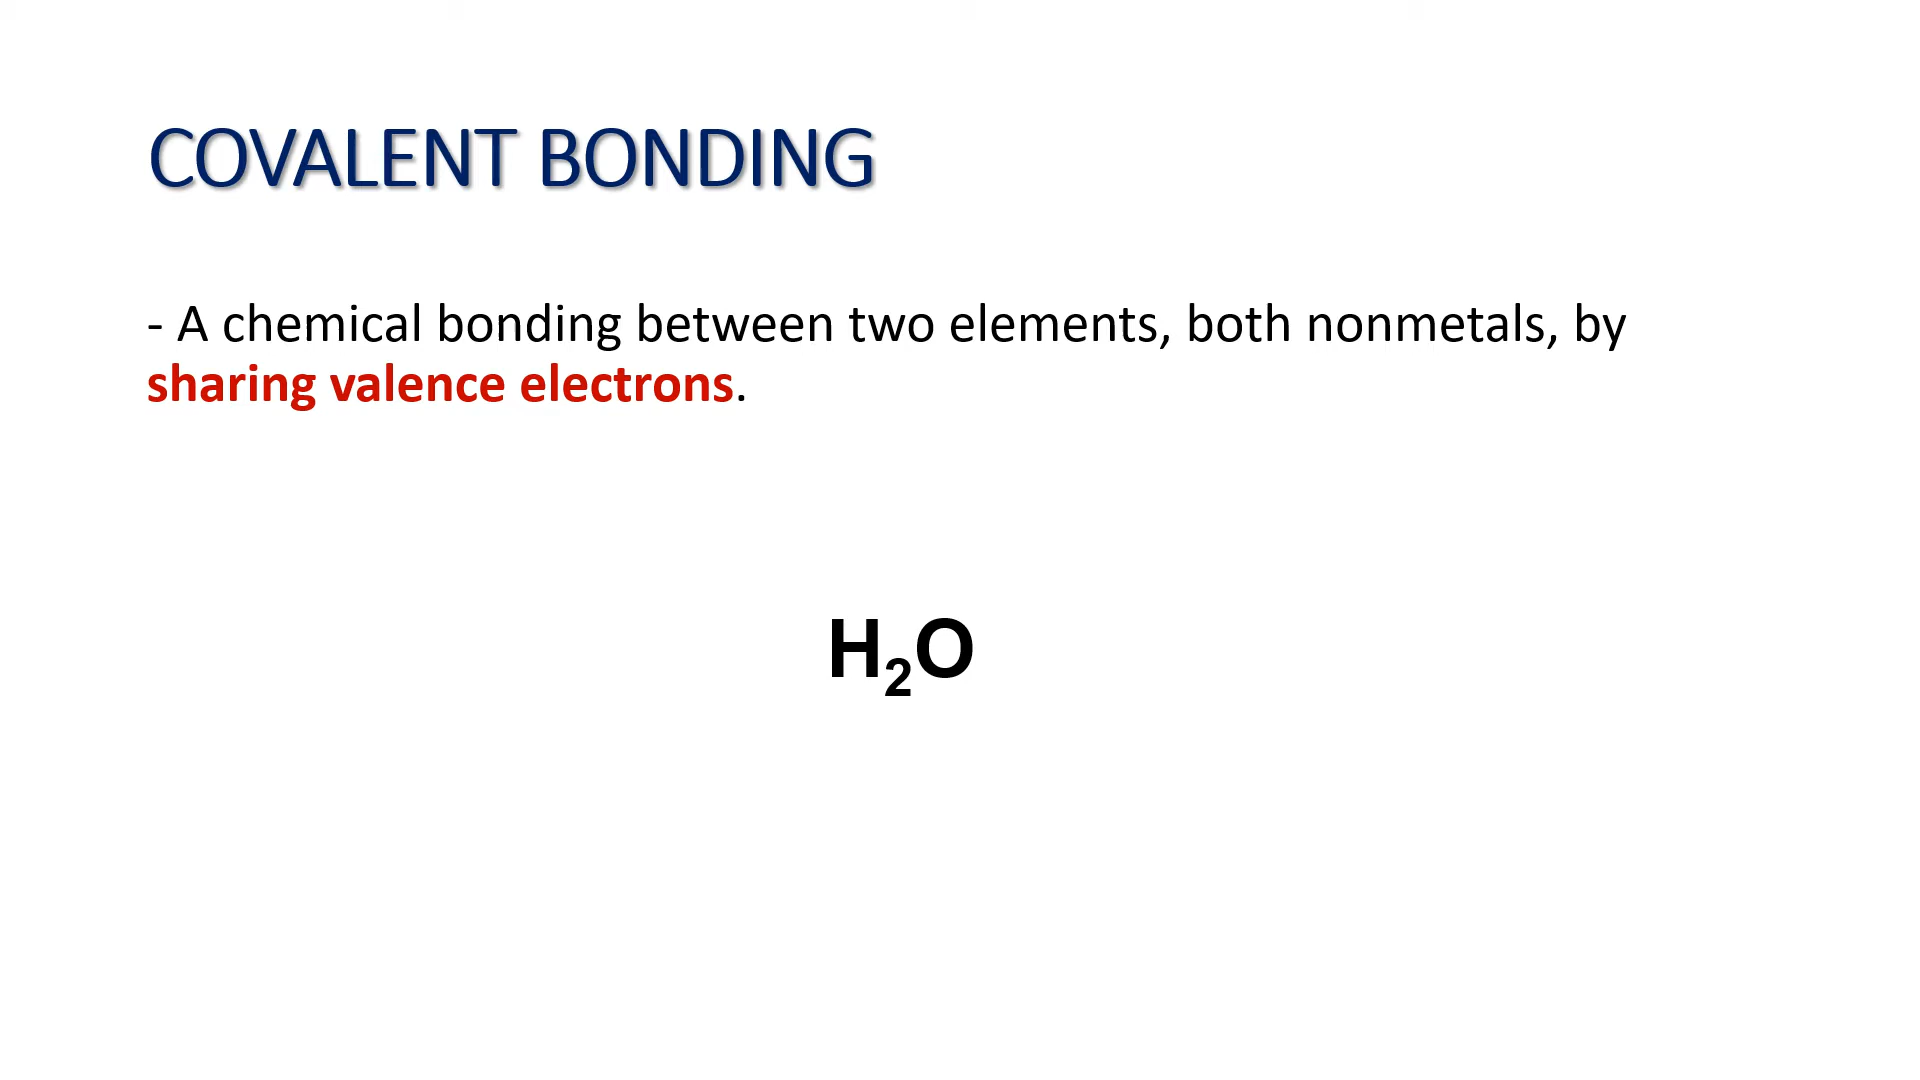 COVALENT BONDING
- A chemical bonding between two elements, both nonmetals, by
sharing valence electrons.
H₂O